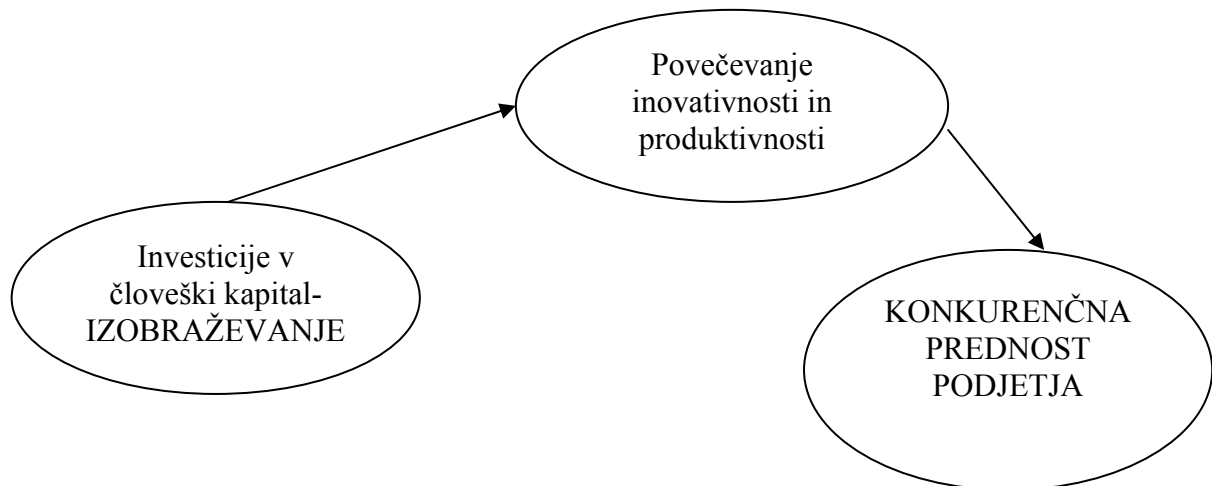 Povečevanje
inovativnosti in
produktivnosti
Investicije v
človeški kapital-
IZOBRAŽEVANJE
KONKURENČNA
PREDNOST
PODJETJA